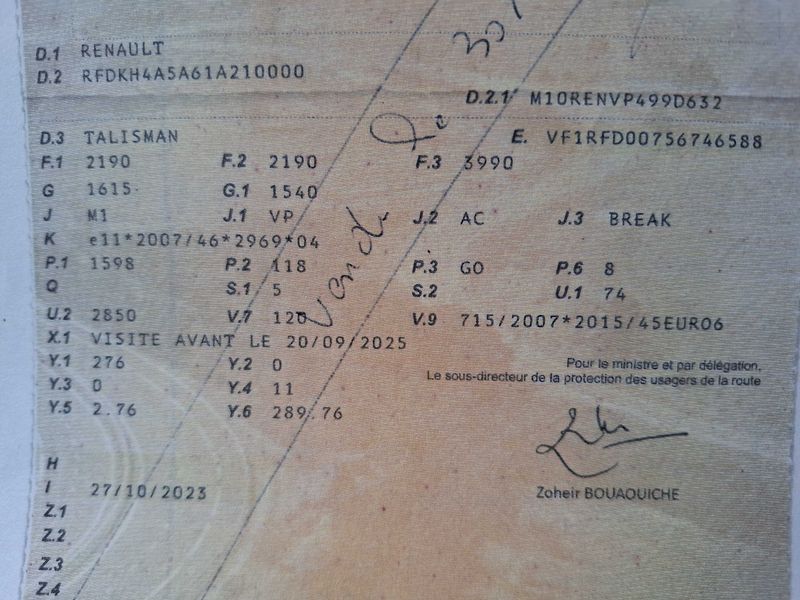 D.1 RENAULT
D.2 RFDKH4A5A61A210000
D.2.1 M10RENVP499D632
D.3 TALISMAN E. VF1RFD00756746588
F.1 2190 F.2 2190 F.3 3990
G 1615 G.1 1540
J M1 J.1 VP J.2 AC J.3 BREAK
K e11*2007/46*2969*04
P.1 1598 P.2 118 P.3 GO P.6 8
Q S.1 5 S.2 U.1 74
U.2 2850 V.7 120 V.9 715/2007*2015/45EURO6
X.1 VISITE AVANT LE 20/09/2025
Y.1 276 Y.2 0
Y.3 0 Y.4 11
Y.5 2.76 Y.6 289.76
Pour le ministre et par délégation,
Le sous-directeur de la protection des usagers de la route
Zoheir BOUAOUICHE
H
I 27/10/2023
Z.1
Z.2
Z.3
Z.4
vendu le 30/